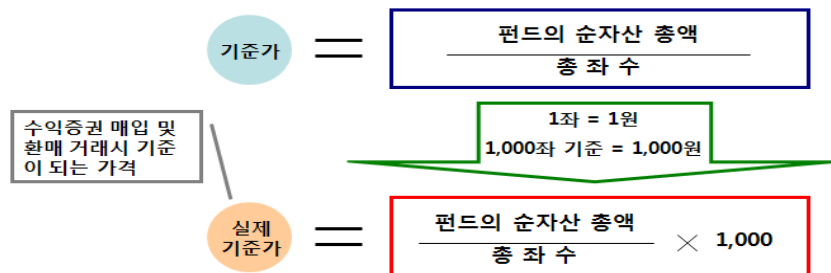 기준가
=
펀드의 순자산 총액
총 좌 수
수익증권 매입 및
환매 거래시 기준
이 되는 가격
1좌 = 1원
1,000좌 기준 = 1,000원
실제
기준가
=
펀드의 순자산 총액
총 좌 수
× 1,000